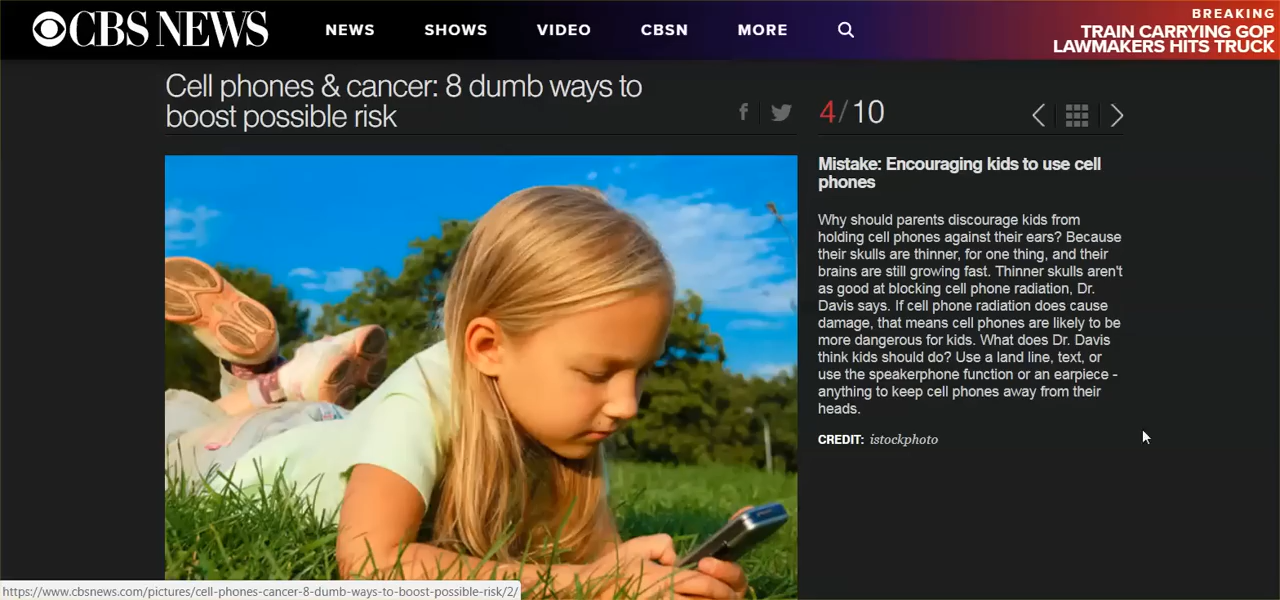 CBS NEWS
NEWS
SHOWS
VIDEO
CBSN
MORE
BREAKING
TRAIN CARRYING GOP
LAWMAKERS HITS TRUCK
Cell phones & cancer: 8 dumb ways to
boost possible risk
4/10
Mistake: Encouraging kids to use cell
phones
Why should parents discourage kids from
holding cell phones against their ears? Because
their skulls are thinner, for one thing, and their
brains are still growing fast. Thinner skulls aren't
as good at blocking cell phone radiation, Dr.
Davis says. If cell phone radiation does cause
damage, that means cell phones are likely to be
more dangerous for kids. What does Dr. Davis
think kids should do? Use a land line, text, or
use the speakerphone function or an earpiece -
anything to keep cell phones away from their
heads.
CREDIT: istockphoto
https://www.cbsnews.com/pictures/cell-phones-cancer-8-dumb-ways-to-boost-possible-risk/2/